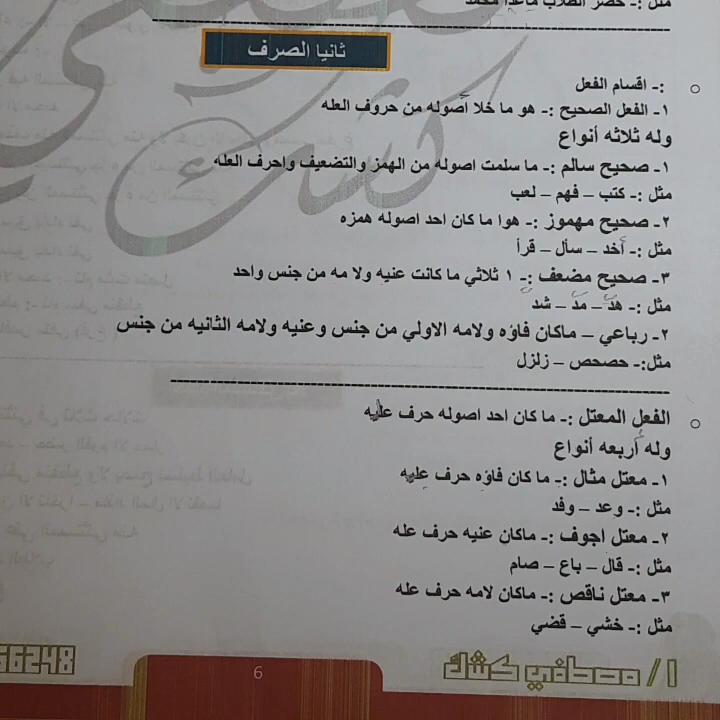 مثل :- حضر الطلاب ماعدا محمد
ثانيا الصرف
:- اقسام الفعل
١- الفعل الصحيح :- هو ما خلا أصوله من حروف العله
وله ثلاثه أنواع
١- صحيح سالم :- ما سلمت اصوله من الهمز والتضعيف واحرف العله
مثل :- كتب – فهم – لعب
٢- صحيح مهموز :- هوا ما كان احد اصوله همزه
مثل :- أخد – سأل – قرأ
٣- صحيح مضعف :- ١ ثلاثي ما كانت عنيه ولا مه من جنس واحد
مثل :- هدّ – مدّ – شدّ
٢- رباعي – ماكان فاؤه ولامه الاولي من جنس وعنيه ولامه الثانيه من جنس
مثل:- حصحص – زلزل
الفعل المعتل :- ما كان احد اصوله حرف عليه
وله أربعه أنواع
١- معتل مثال :- ما كان فاؤه حرف عليه
مثل :- وعد – وفد
٢- معتل اجوف :- ماكان عنيه حرف عله
مثل :- قال – باع – صام
٣- معتل ناقص :- ماكان لامه حرف عله
مثل :- خشي – قضي
ا / مصطفي كشك
6
56248